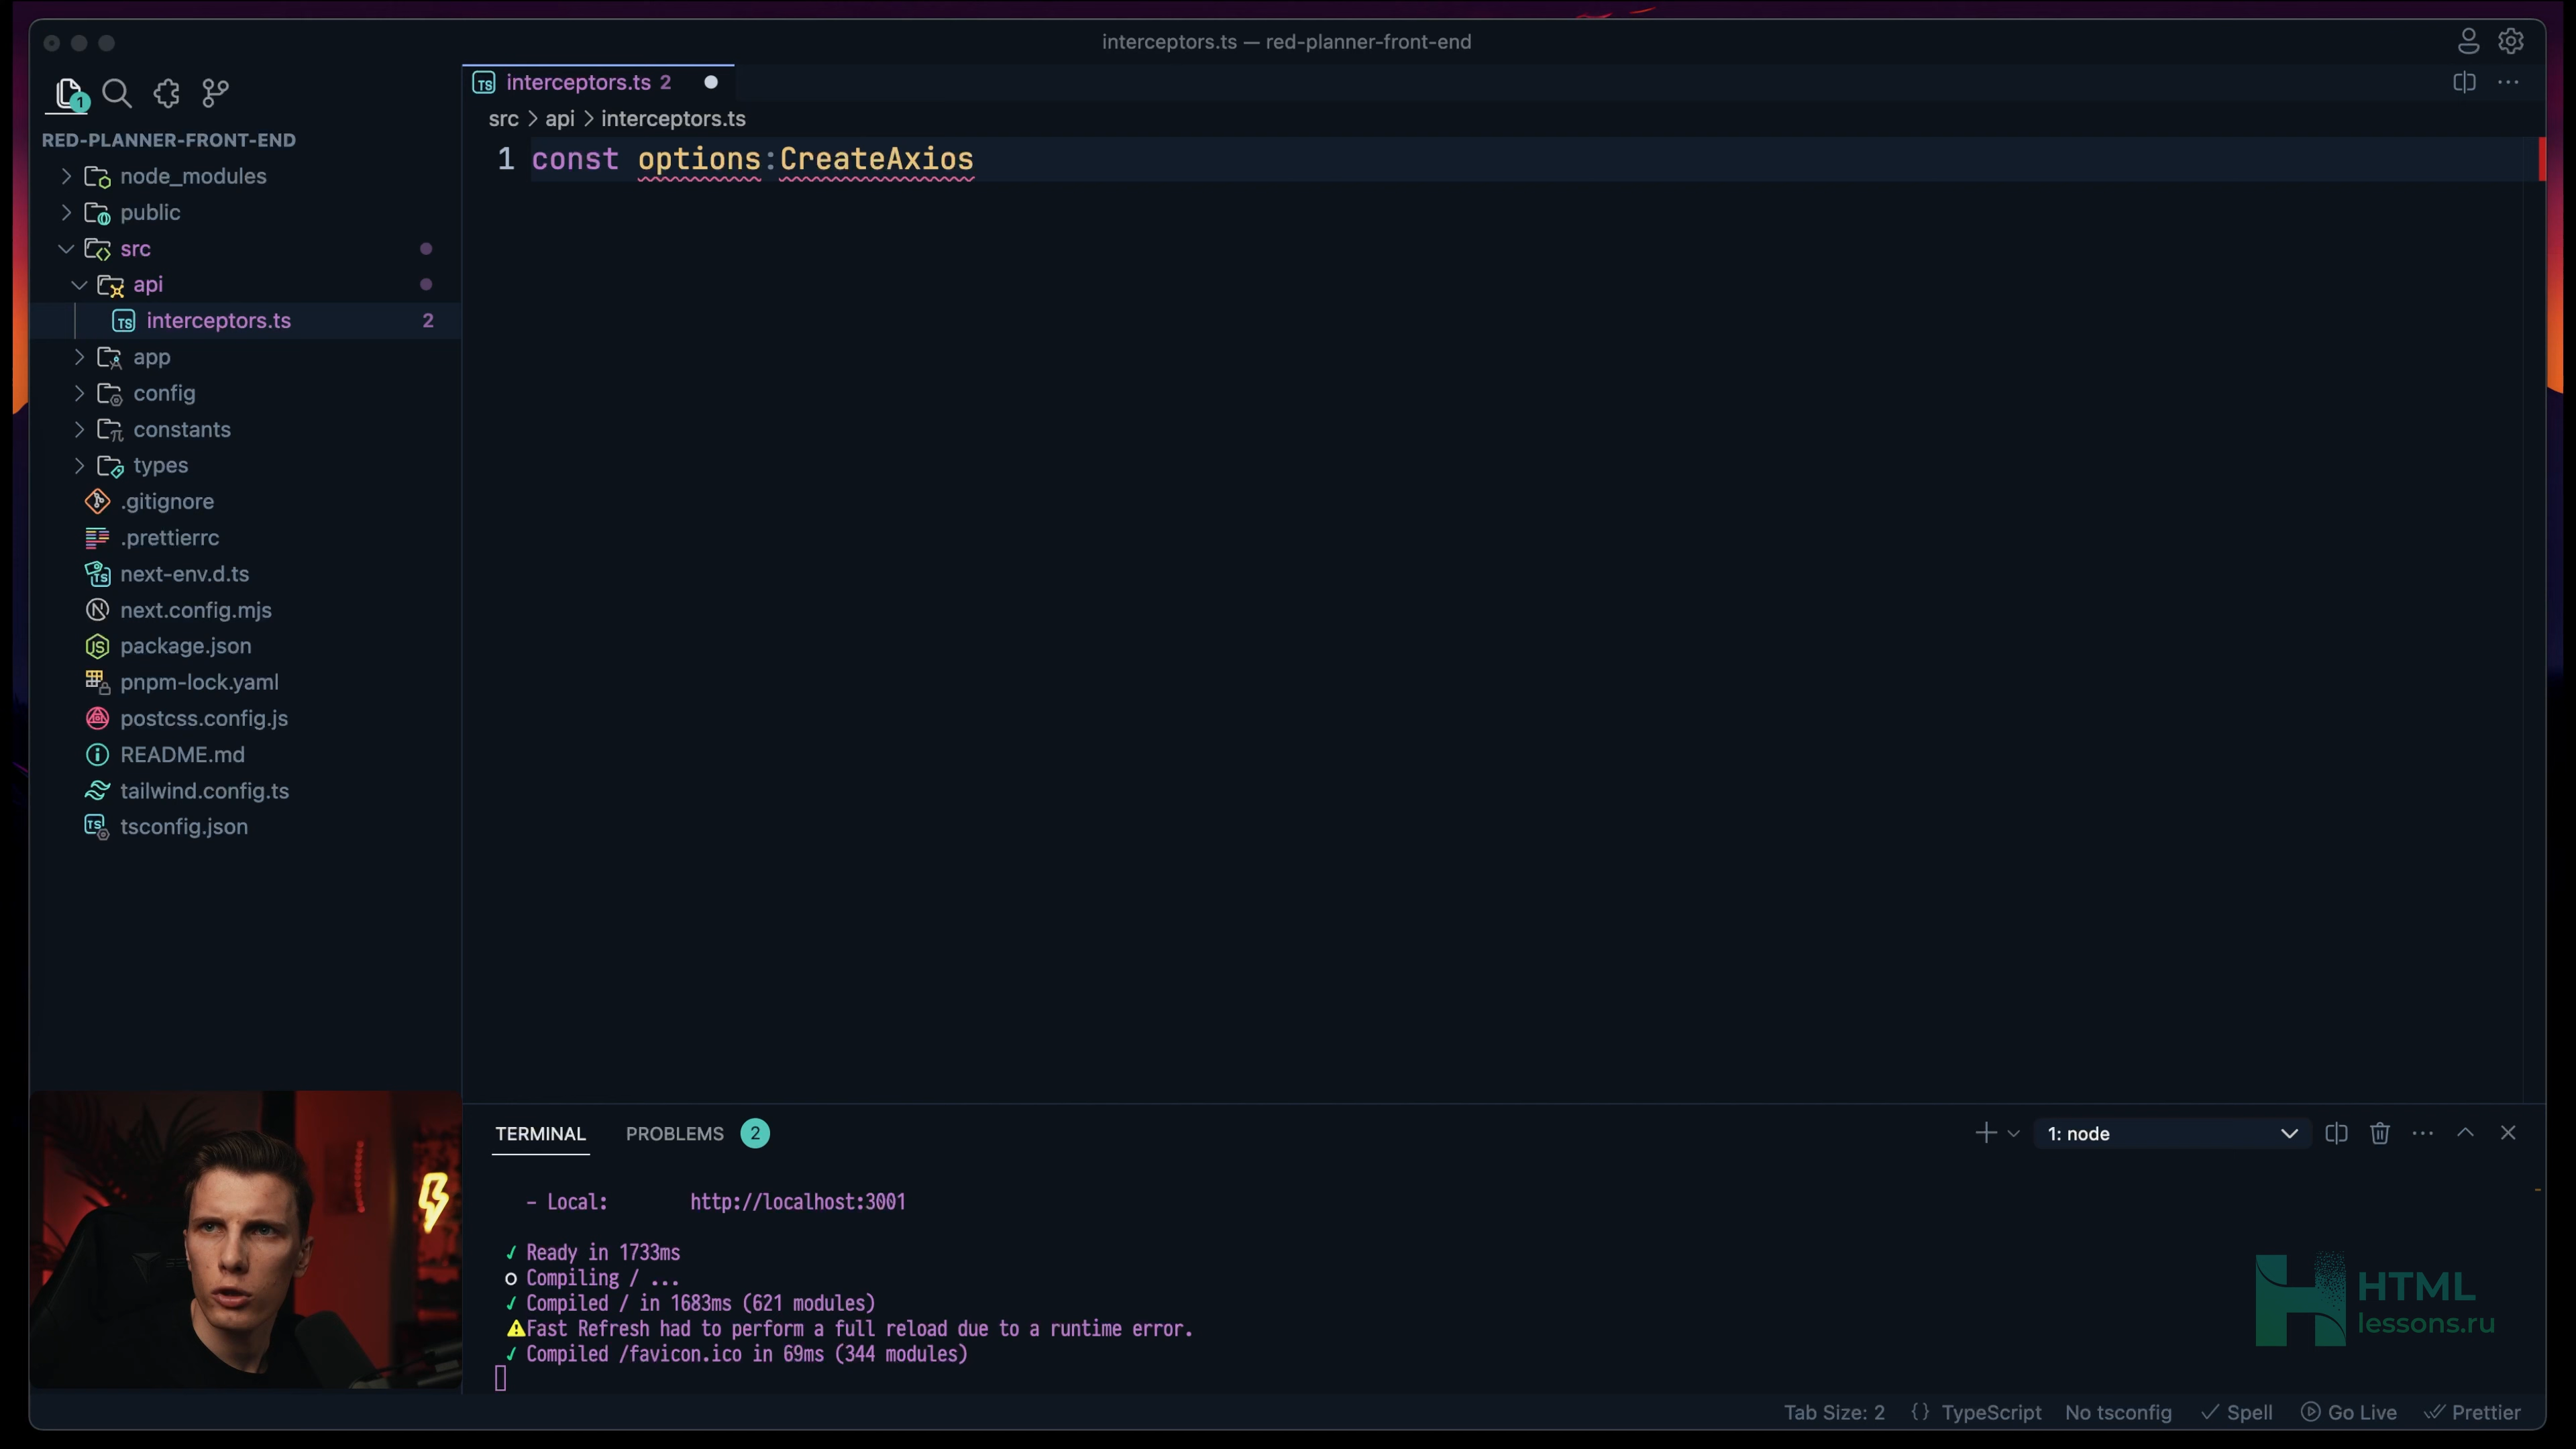 interceptors.ts — red-planner-front-end
1
RED-PLANNER-FRONT-END
node_modules
public
src
api
interceptors.ts 2
app
config
constants
types
.gitignore
.prettierrc
next-env.d.ts
next.config.mjs
package.json
pnpm-lock.yaml
postcss.config.js
README.md
tailwind.config.ts
tsconfig.json
interceptors.ts 2
src > api > interceptors.ts
1 const options:CreateAxios
TERMINAL PROBLEMS 2
1: node
- Local: http://localhost:3001
✓ Ready in 1733ms
○ Compiling / ...
✓ Compiled / in 1683ms (621 modules)
⚠Fast Refresh had to perform a full reload due to a runtime error.
✓ Compiled /favicon.ico in 69ms (344 modules)
HTML
lessons.ru
Tab Size: 2 {} TypeScript No tsconfig ✓ Spell Go Live Prettier